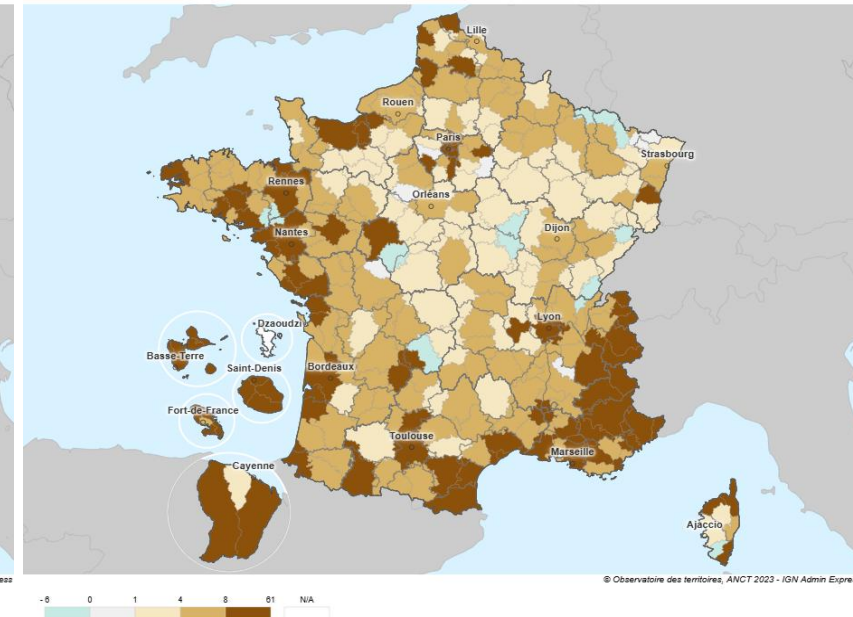 Lille
Rouen
Paris
Strasbourg
Rennes
Orléans
Nantes
Dijon
Dzaoudzi
Lyon
Basse-Terre
Saint-Denis
Bordeaux
Fort-de-France
Toulouse
Marseille
Cayenne
Ajaccio
ess
© Observatoire des territoires, ANCT 2023 - IGN Admin Expre
- 6 0 1 4 8 61 N/A